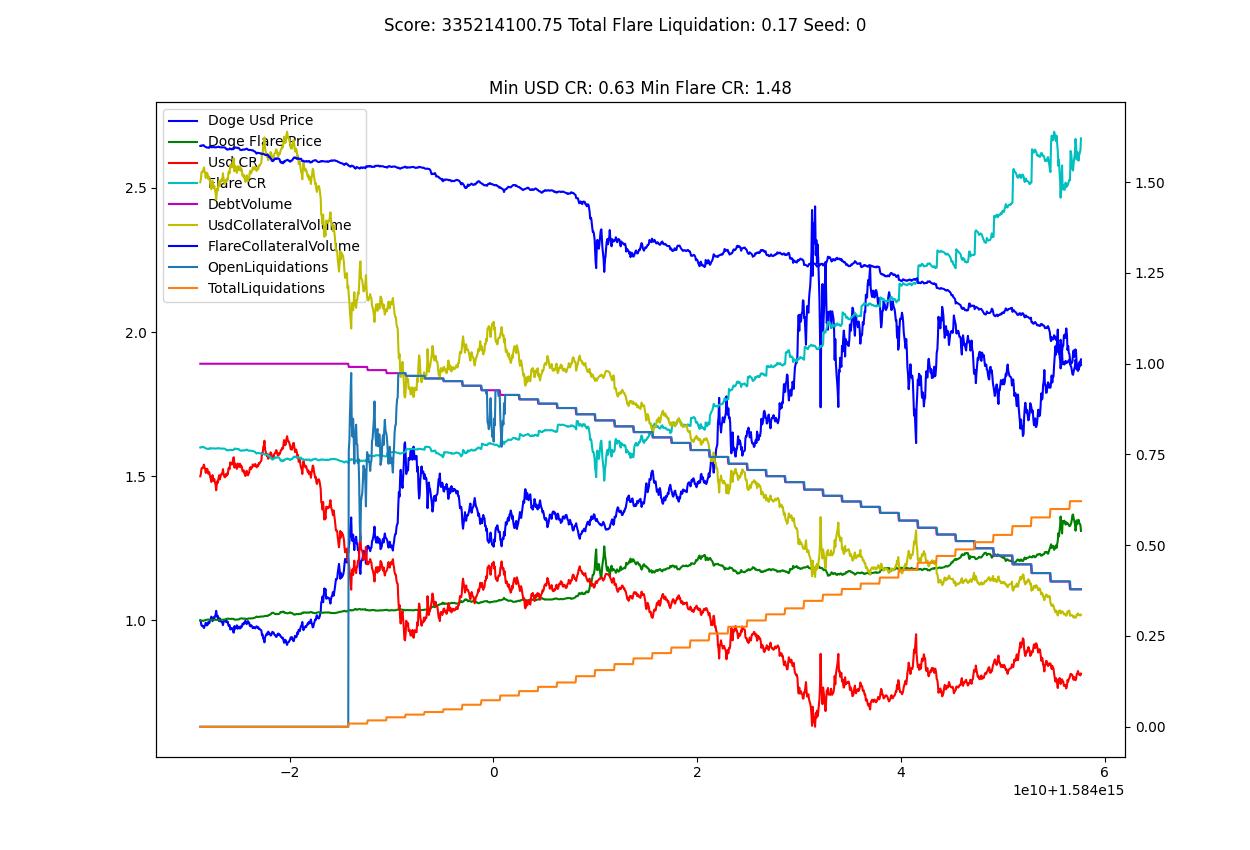 Score: 335214100.75 Total Flare Liquidation: 0.17 Seed: 0
Min USD CR: 0.63 Min Flare CR: 1.48
Doge Usd Price
Doge Flare Price
Usd CR
Flare CR
DebtVolume
UsdCollateralVolume
FlareCollateralVolume
OpenLiquidations
TotalLiquidations
2.5
2.0
1.5
1.0
1.50
1.25
1.00
0.75
0.50
0.25
0.00
−2
0
2
4
6
1e10+1.584e15